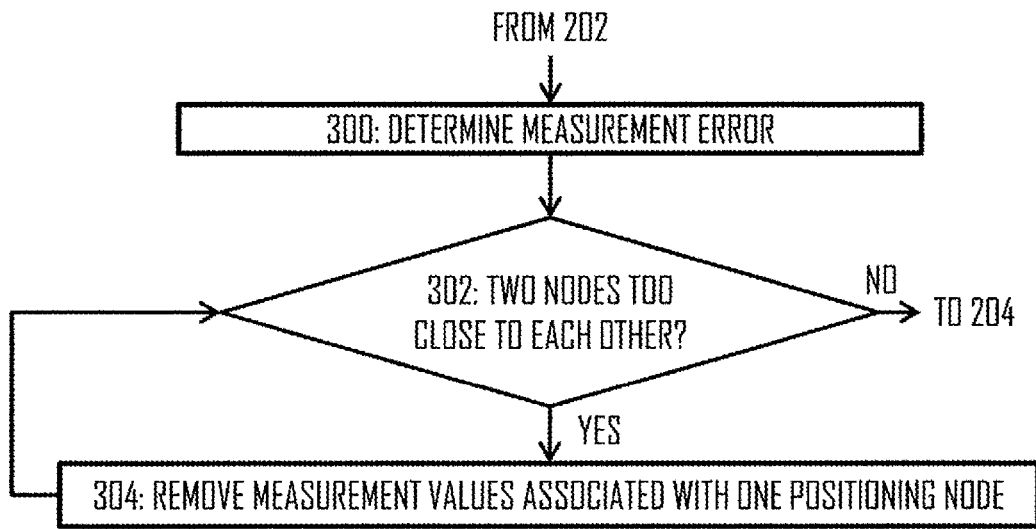 FROM 202
300: DETERMINE MEASUREMENT ERROR
302: TWO NODES TOO
CLOSE TO EACH OTHER?
NO
TO 204
YES
304: REMOVE MEASUREMENT VALUES ASSOCIATED WITH ONE POSITIONING NODE